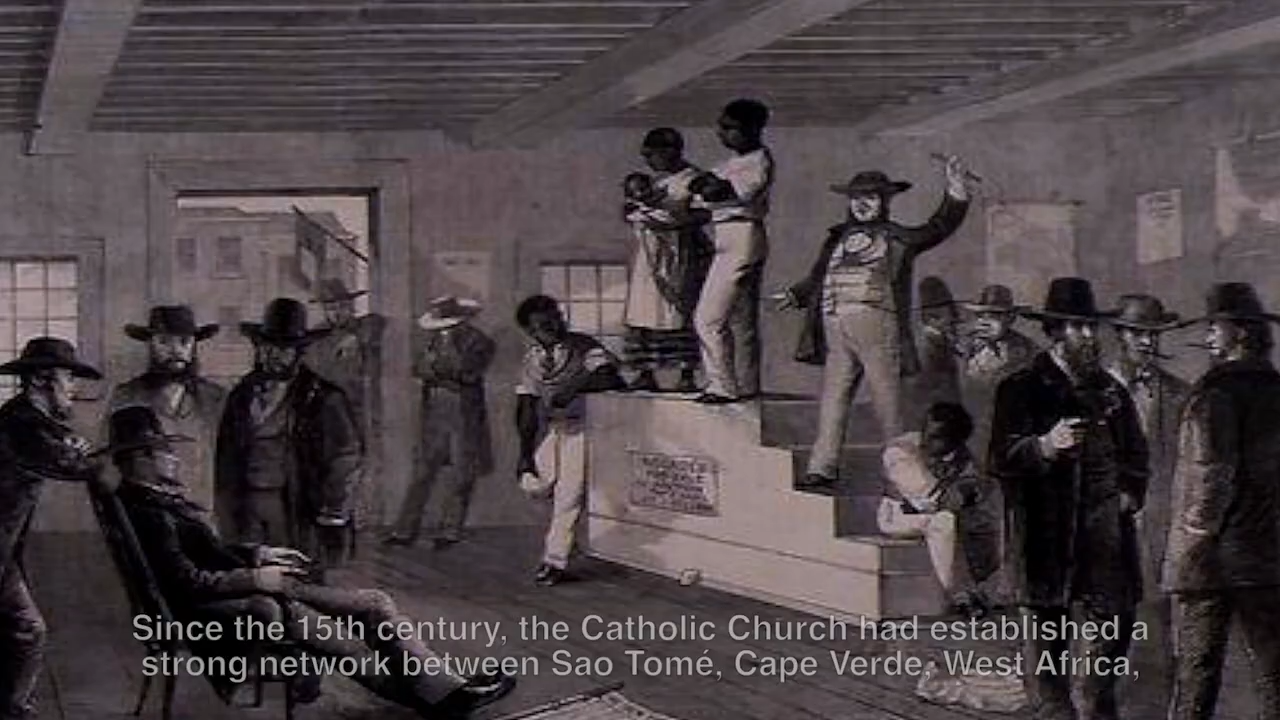 Since the 15th century, the Catholic Church had established a
strong network between Sao Tomé, Cape Verde, West Africa,